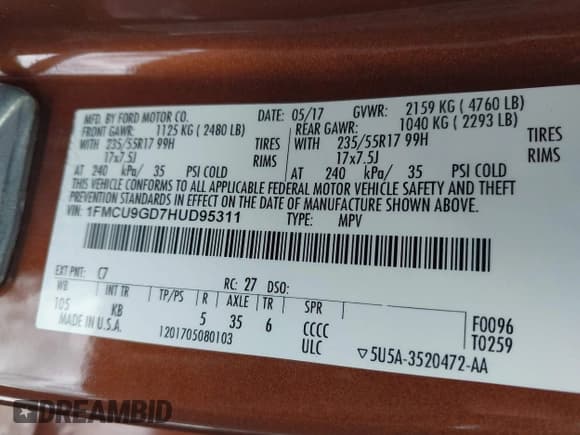 MFD. BY FORD MOTOR CO.
DATE: 05/17 GVWR: 2159 KG ( 4760 LB)
FRONT GAWR: 1125 KG ( 2480 LB)
REAR GAWR: 1040 KG ( 2293 LB)
WITH 235/55R17 99H TIRES
WITH 235/55R17 99H TIRES
17x7.5J RIMS
17x7.5J RIMS
AT 240 kPa/ 35 PSI COLD
AT 240 kPa/ 35 PSI COLD
THIS VEHICLE CONFORMS TO ALL APPLICABLE FEDERAL MOTOR VEHICLE SAFETY AND THEFT
PREVENTION STANDARDS IN EFFECT ON THE DATE OF MANUFACTURE SHOWN ABOVE.
VIN: 1FMCU9GD7HUD95311
TYPE: MPV
EXT PNT: C7 RC: 27 DSO:
WB INT TR TP/PS R AXLE TR SPR
105 KB 5 35 6 CCCC
ULC
F0096
T0259
MADE IN U.S.A. 1201705080103
▽5U5A-3520472-AA
DREAMBID